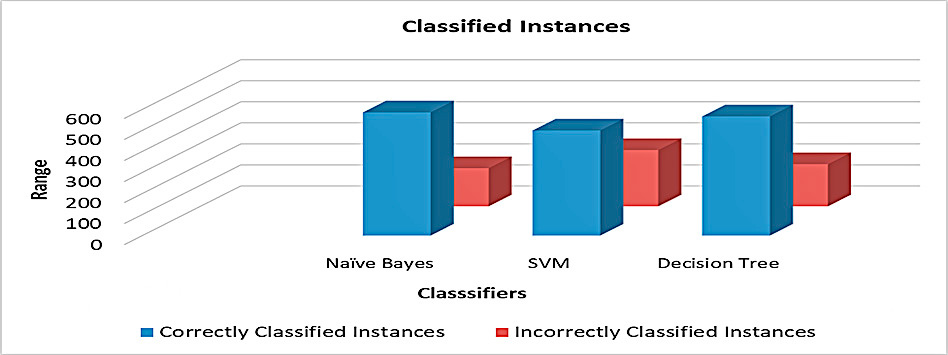 Classified Instances
600
500
400
300
200
100
0
Range
Naïve Bayes
SVM
Decision Tree
Classsifiers
Correctly Classified Instances
Incorrectly Classified Instances